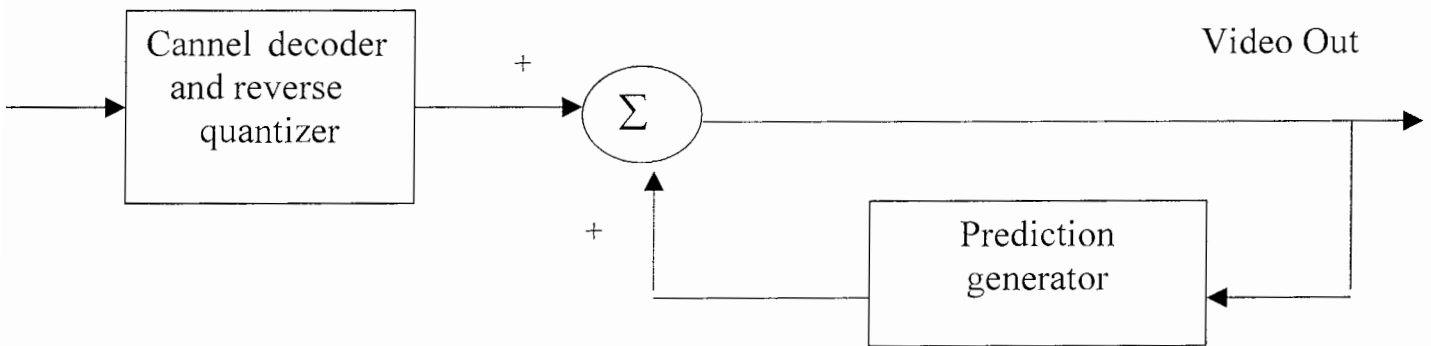 Cannel decoder
and reverse
quantizer
+
Σ
Video Out
+
Prediction
generator